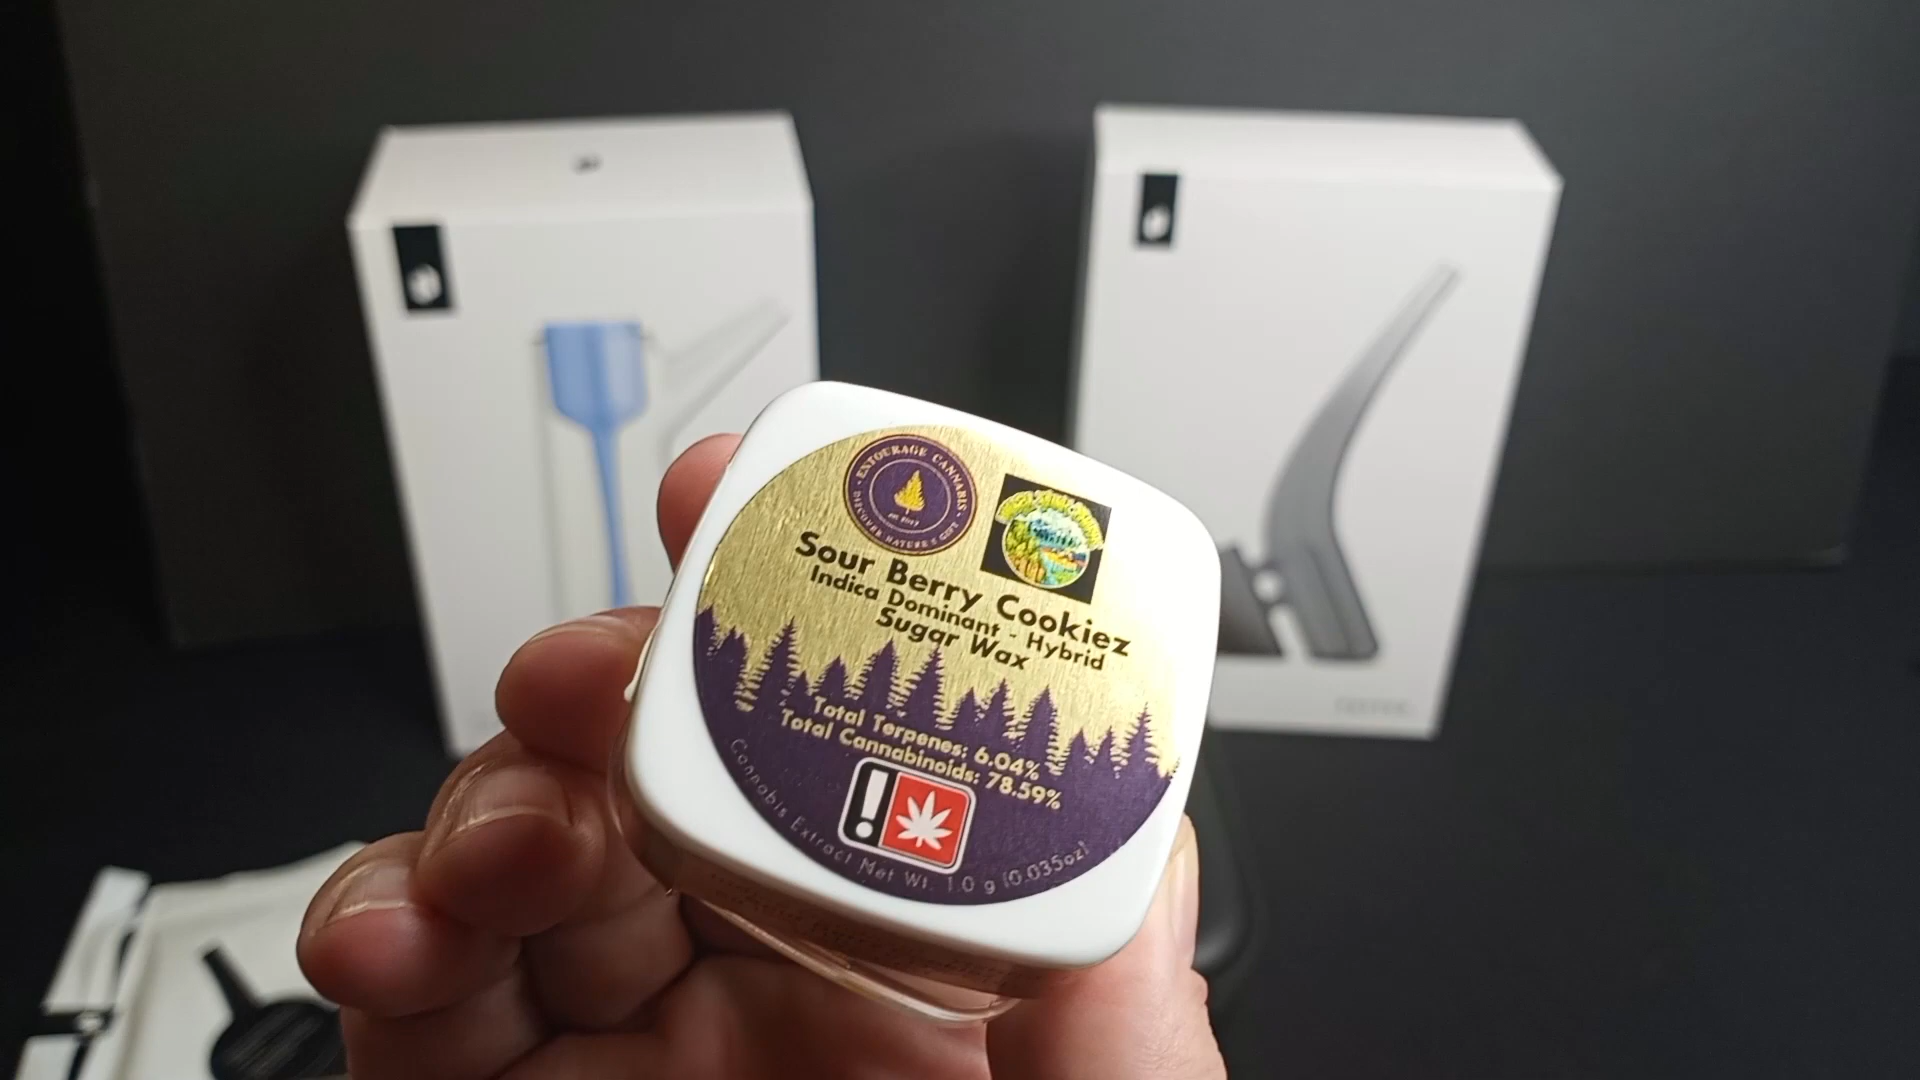 ENTOURAGE CANNABIS
DISCOVER NATURE'S GIFT
Sour Berry Cookiez
Indica Dominant - Hybrid
Sugar Wax
Total Terpenes: 6.04%
Total Cannabinoids: 78.59%
!
Cannabis Extract Net Wt. 1.0 g (0.035oz)